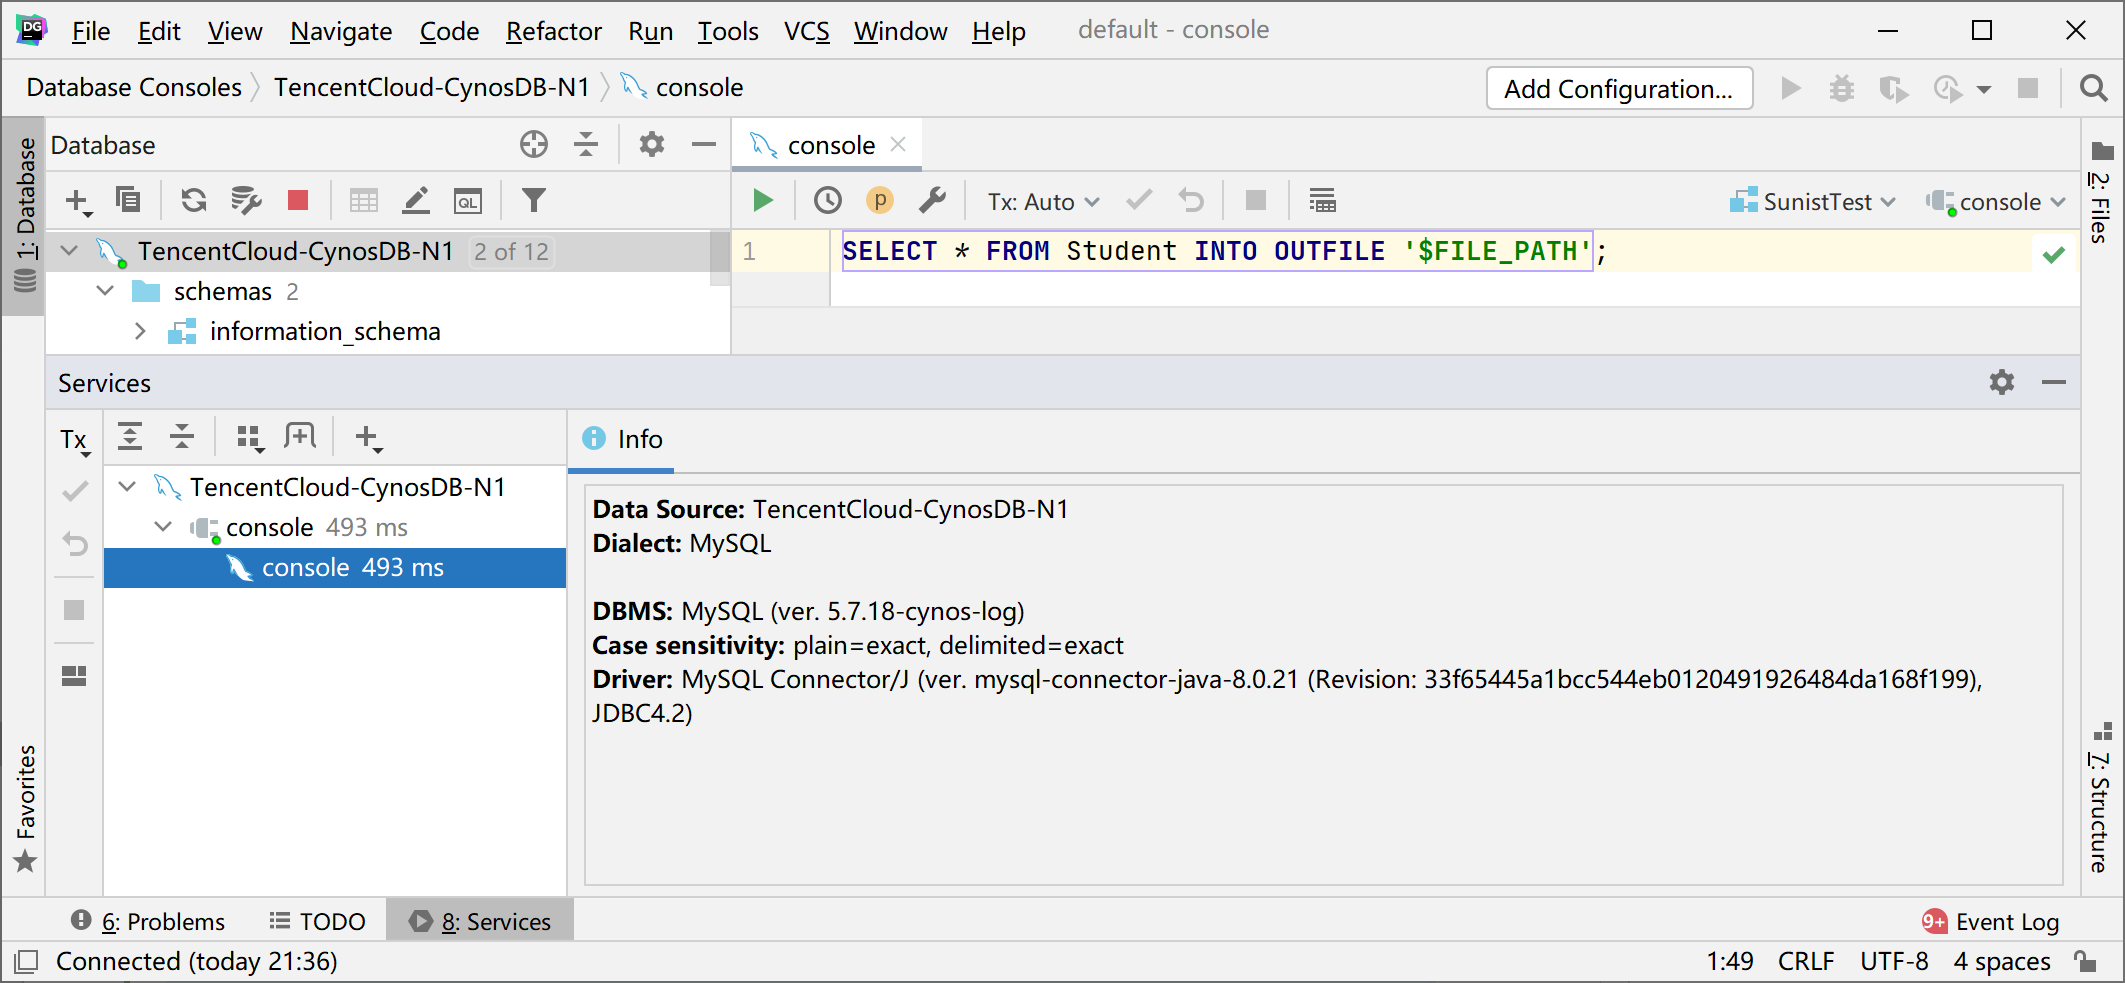 DG File Edit View Navigate Code Refactor Run Tools VCS Window Help default - console
Database Consoles TencentCloud-CynosDB-N1 console Add Configuration...
1: Database
Database
console
Tx: Auto SunistTest console
TencentCloud-CynosDB-N1 2 of 12
schemas 2
information_schema
1 SELECT * FROM Student INTO OUTFILE '$FILE_PATH';
2: Files
Services
Tx
TencentCloud-CynosDB-N1
console 493 ms
console 493 ms
Info
Data Source: TencentCloud-CynosDB-N1
Dialect: MySQL
DBMS: MySQL (ver. 5.7.18-cynos-log)
Case sensitivity: plain=exact, delimited=exact
Driver: MySQL Connector/J (ver. mysql-connector-java-8.0.21 (Revision: 33f65445a1bcc544eb0120491926484da168f199),
JDBC4.2)
Favorites
7: Structure
6: Problems TODO 8: Services 9+ Event Log
Connected (today 21:36) 1:49 CRLF UTF-8 4 spaces